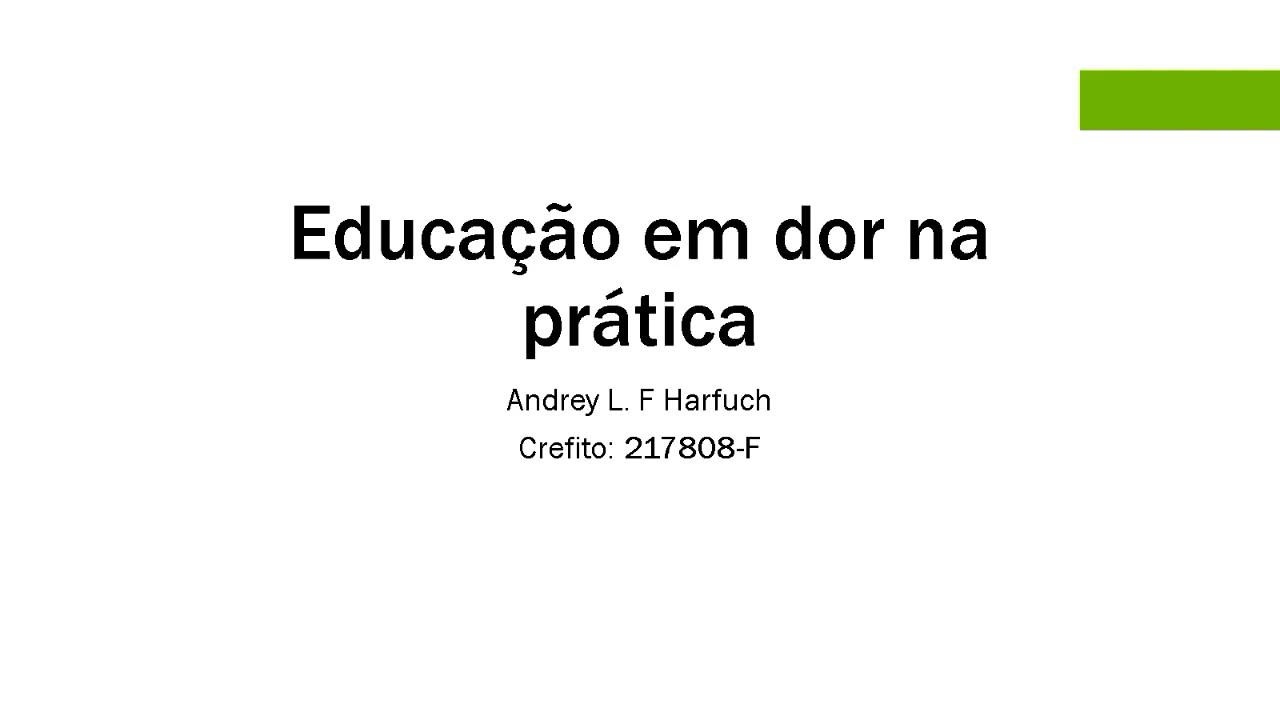 Educação em dor na
prática
Andrey L. F Harfuch
Crefito: 217808-F